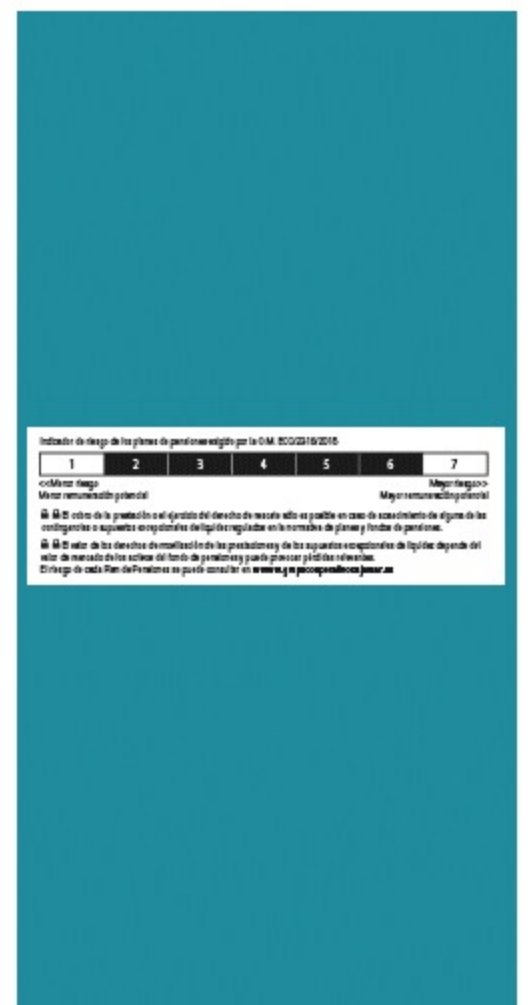 Indicador de riesgo de los planes de pensiones exigido por la O.M. ECC/2316/2015
1 2 3 4 5 6 7
<<Menor riesgo Mayor riesgo>>
Menor remuneración potencial Mayor remuneración potencial
El cobro de la prestación o el ejercicio del derecho de rescate sólo es posible en caso de acaecimiento de alguna de las
contingencias o supuestos excepcionales de liquidez regulados en la normativa de planes y fondos de pensiones.
El valor de los derechos de movilización de las prestaciones y de los supuestos excepcionales de liquidez depende del
valor de mercado de los activos del fondo de pensiones y puede provocar pérdidas relevantes.
El riesgo de cada Plan de Pensiones se puede consultar en